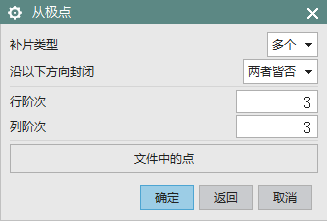 从极点
补片类型 多个
沿以下方向封闭 两者皆否
行阶次 3
列阶次 3
文件中的点
确定 返回 取消